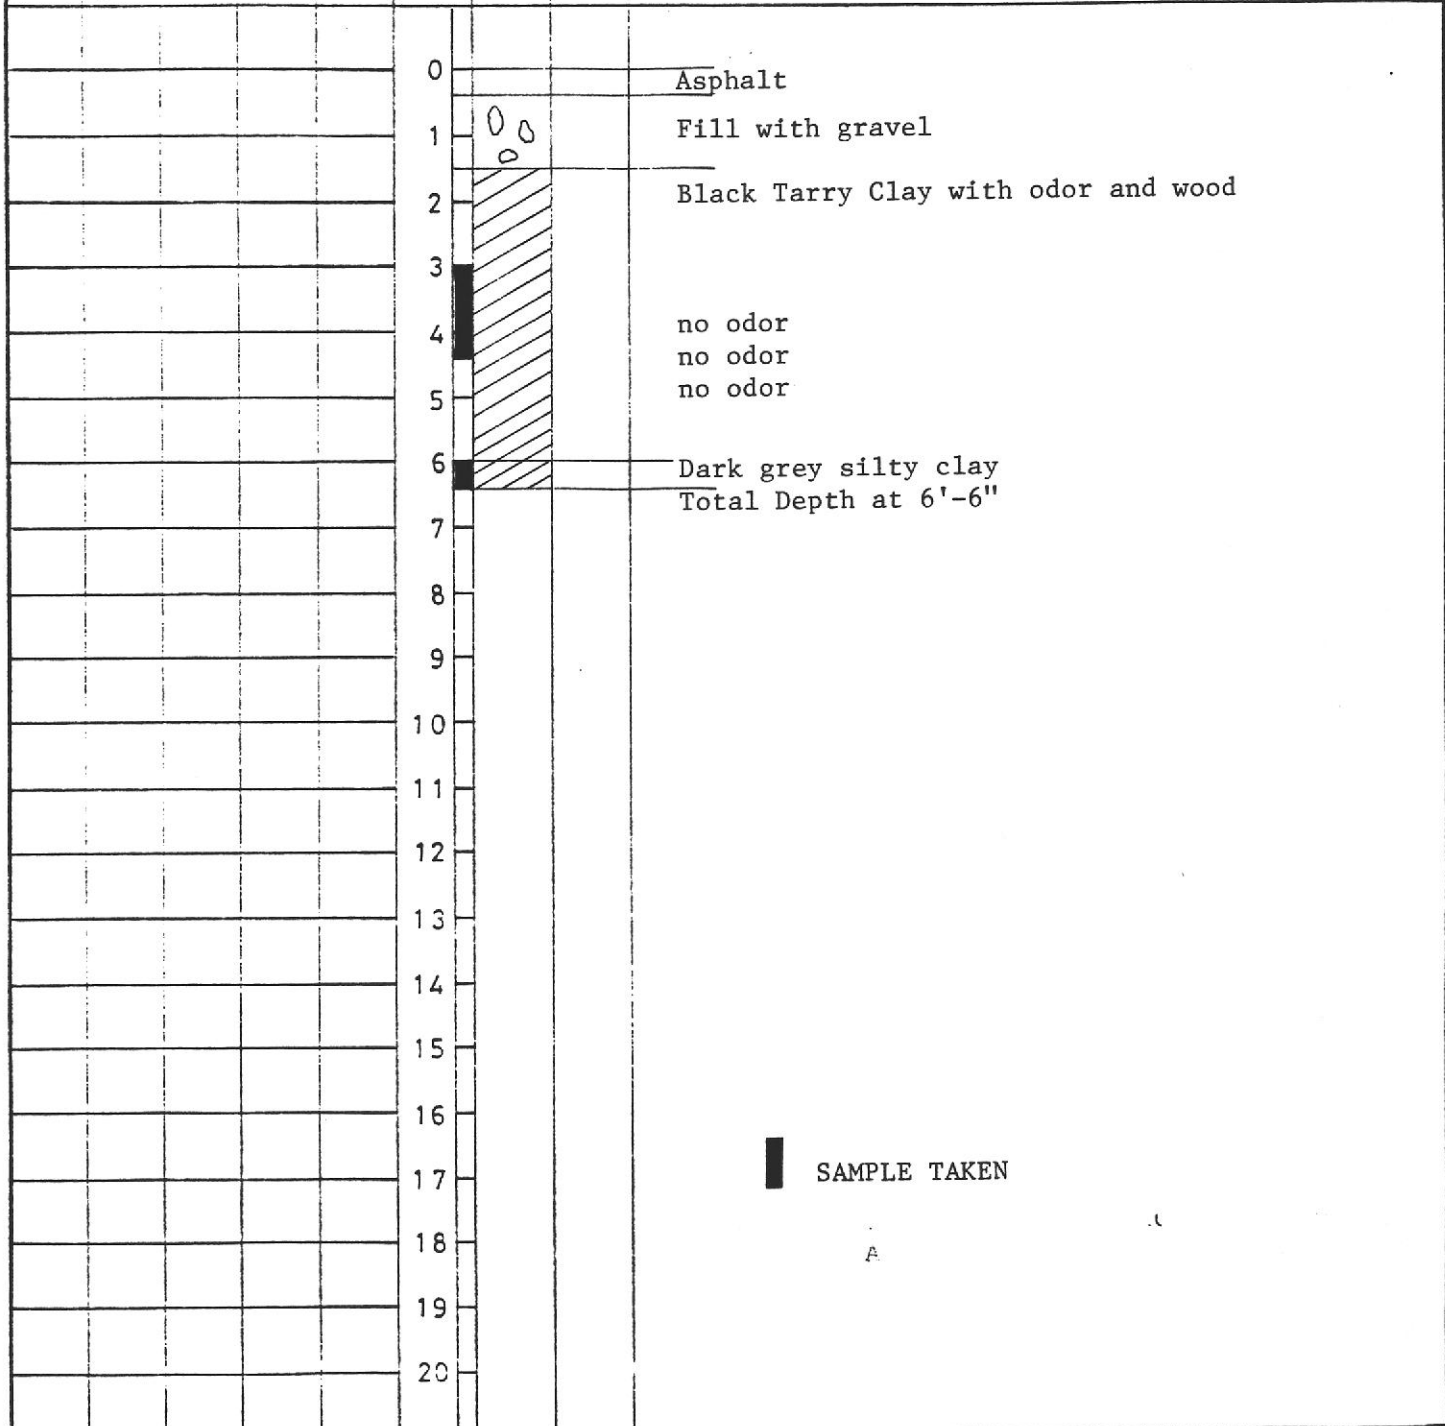 0
Asphalt
1
Fill with gravel
2
Black Tarry Clay with odor and wood
3
4
no odor
no odor
5
no odor
6
Dark grey silty clay
Total Depth at 6'-6"
7
8
9
10
11
12
13
14
15
16
17
SAMPLE TAKEN
18
A
19
20